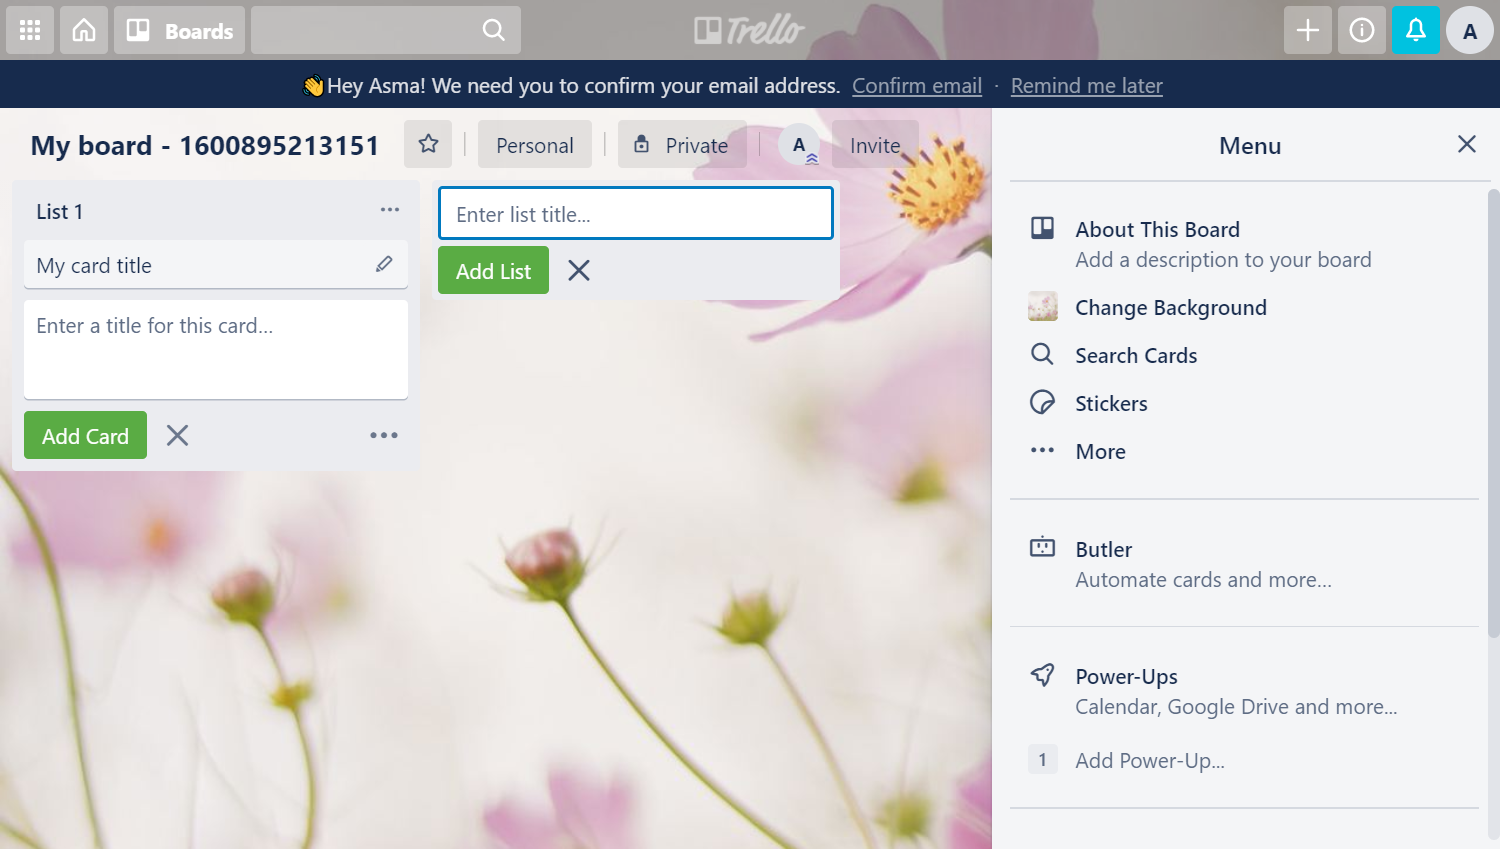 Boards
Trello
A
👋Hey Asma! We need you to confirm your email address. Confirm email · Remind me later
My board - 1600895213151
Personal
Private
A
Invite
List 1
My card title
Enter a title for this card...
Add Card
Enter list title...
Add List
Menu
About This Board
Add a description to your board
Change Background
Search Cards
Stickers
More
Butler
Automate cards and more...
Power-Ups
Calendar, Google Drive and more...
1 Add Power-Up...